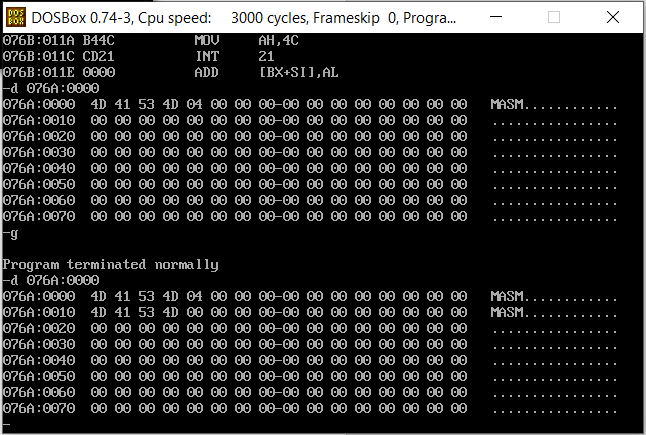 DOS
BOX
DOSBox 0.74-3, Cpu speed: 3000 cycles, Frameskip 0, Progra...
076B:011A B44C MOV AH,4C
076B:011C CD21 INT 21
076B:011E 0000 ADD [BX+SI],AL
-d 076A:0000
076A:0000 4D 41 53 4D 04 00 00 00-00 00 00 00 00 00 00 00 MASM............
076A:0010 00 00 00 00 00 00 00 00-00 00 00 00 00 00 00 00 ................
076A:0020 00 00 00 00 00 00 00 00-00 00 00 00 00 00 00 00 ................
076A:0030 00 00 00 00 00 00 00 00-00 00 00 00 00 00 00 00 ................
076A:0040 00 00 00 00 00 00 00 00-00 00 00 00 00 00 00 00 ................
076A:0050 00 00 00 00 00 00 00 00-00 00 00 00 00 00 00 00 ................
076A:0060 00 00 00 00 00 00 00 00-00 00 00 00 00 00 00 00 ................
076A:0070 00 00 00 00 00 00 00 00-00 00 00 00 00 00 00 00 ................
-g
Program terminated normally
-d 076A:0000
076A:0000 4D 41 53 4D 04 00 00 00-00 00 00 00 00 00 00 00 MASM............
076A:0010 4D 41 53 4D 00 00 00 00-00 00 00 00 00 00 00 00 MASM............
076A:0020 00 00 00 00 00 00 00 00-00 00 00 00 00 00 00 00 ................
076A:0030 00 00 00 00 00 00 00 00-00 00 00 00 00 00 00 00 ................
076A:0040 00 00 00 00 00 00 00 00-00 00 00 00 00 00 00 00 ................
076A:0050 00 00 00 00 00 00 00 00-00 00 00 00 00 00 00 00 ................
076A:0060 00 00 00 00 00 00 00 00-00 00 00 00 00 00 00 00 ................
076A:0070 00 00 00 00 00 00 00 00-00 00 00 00 00 00 00 00 ................
-